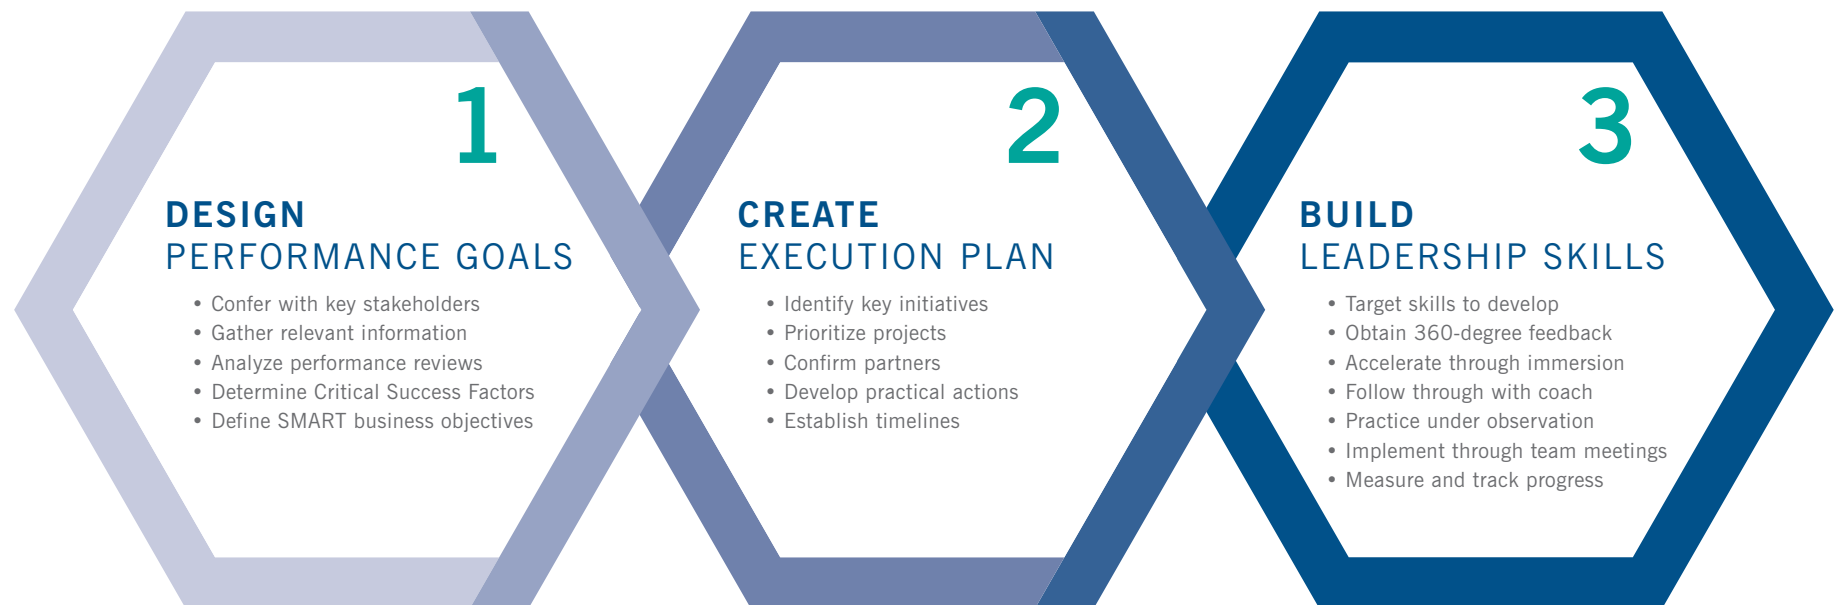 1
DESIGN
PERFORMANCE GOALS
• Confer with key stakeholders
• Gather relevant information
• Analyze performance reviews
• Determine Critical Success Factors
• Define SMART business objectives
2
CREATE
EXECUTION PLAN
• Identify key initiatives
• Prioritize projects
• Confirm partners
• Develop practical actions
• Establish timelines
3
BUILD
LEADERSHIP SKILLS
• Target skills to develop
• Obtain 360-degree feedback
• Accelerate through immersion
• Follow through with coach
• Practice under observation
• Implement through team meetings
• Measure and track progress